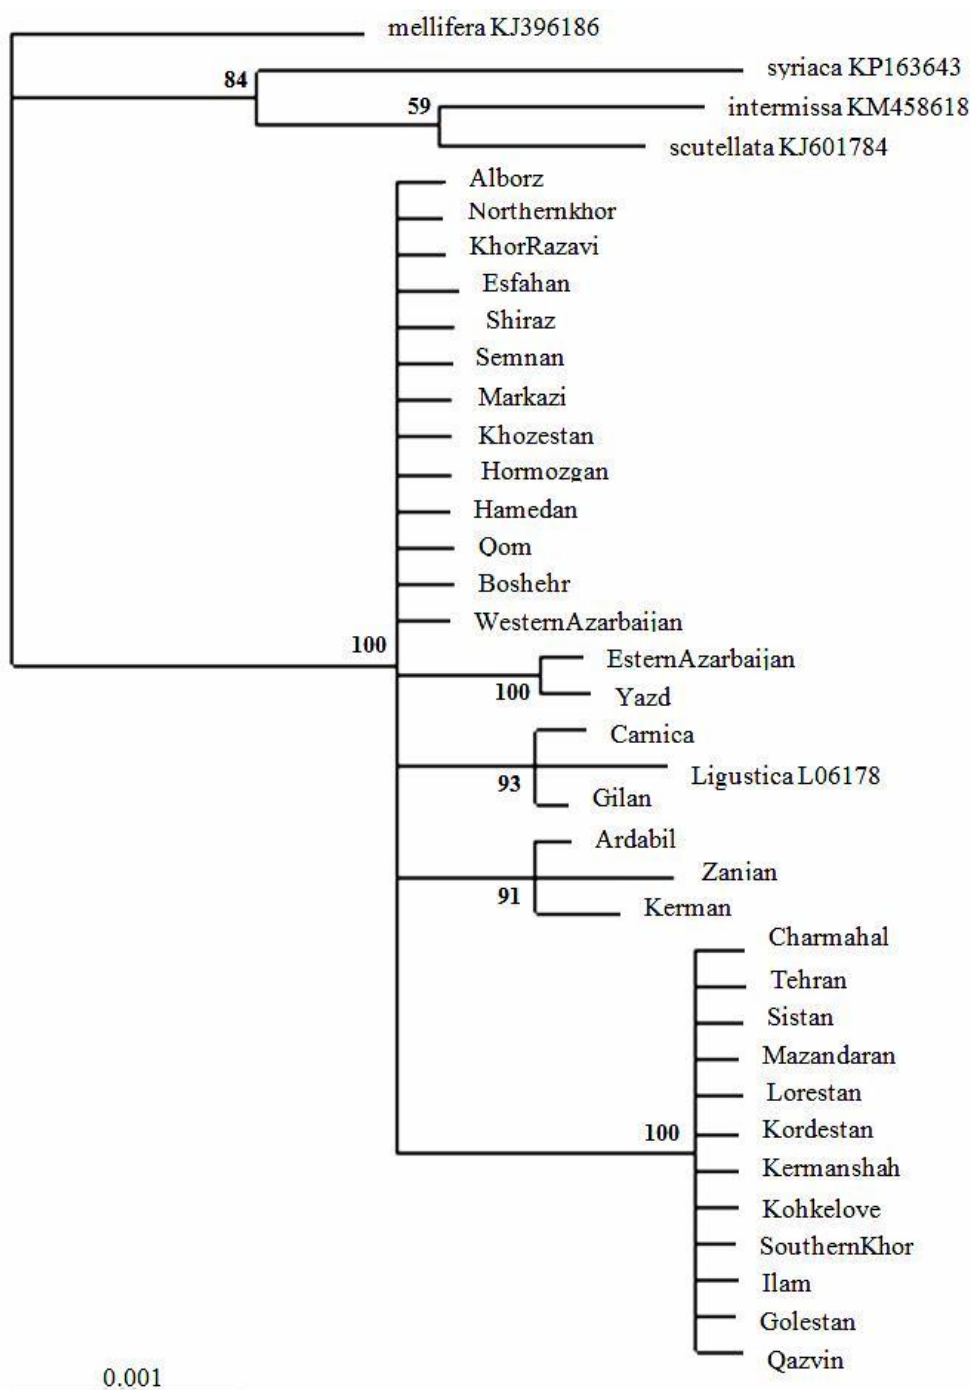 mellifera KJ396186
84
syriaca KP163643
59
intermissa KM458618
scutellata KJ601784
Alborz
Northernkhor
KhorRazavi
Esfahan
Shiraz
Semnan
Markazi
Khozestan
Hormozgan
Hamedan
Qom
Boshehr
WesternAzarbaijan
100
EsternAzarbaijan
100
Yazd
Carnica
93
Ligustica L06178
Gilan
Ardabil
91
Zanjan
Kerman
Charmahal
Tehran
Sistan
Mazandaran
Lorestan
100
Kordestan
Kermanshah
Kohkelove
SouthernKhor
Ilam
Golestan
Qazvin
0.001